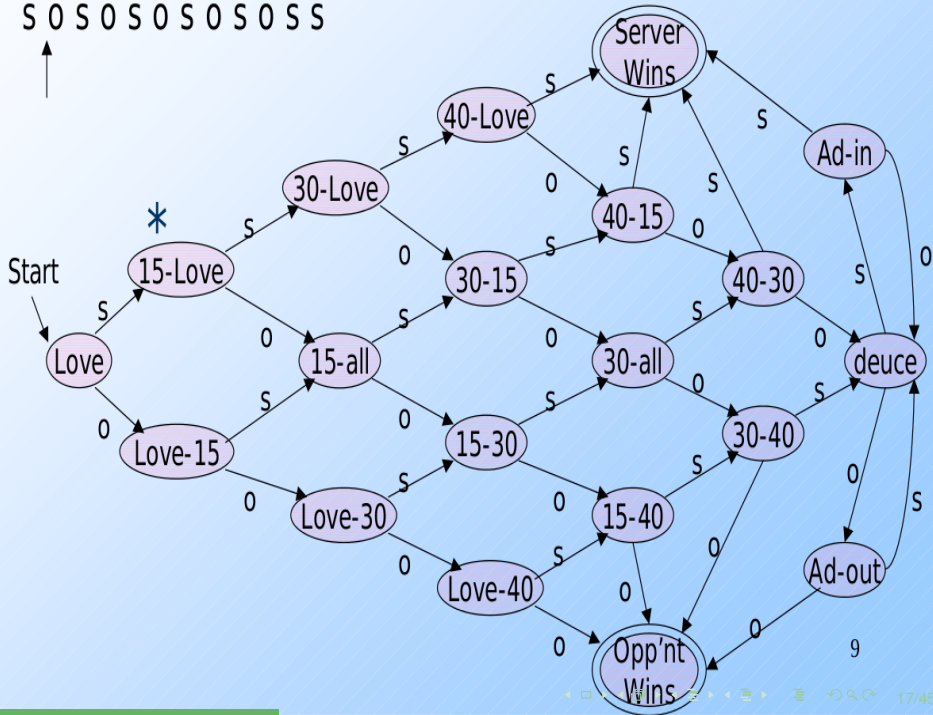 S O S O S O S O S O S S
Server
Wins
S
40-Love
S
S
Ad-in
S
30-Love
S
O
S
40-15
*
S
O
S
O
O
Start
15-Love
30-15
40-30
S
S
O
S
S
O
O
O
Love
15-all
30-all
deuce
S
S
O
S
O
O
O
Love-15
15-30
30-40
S
S
O
O
O
S
Love-30
15-40
O
O
S
Ad-out
Love-40
O
O
O
9
Opp'nt
Wins
17/45